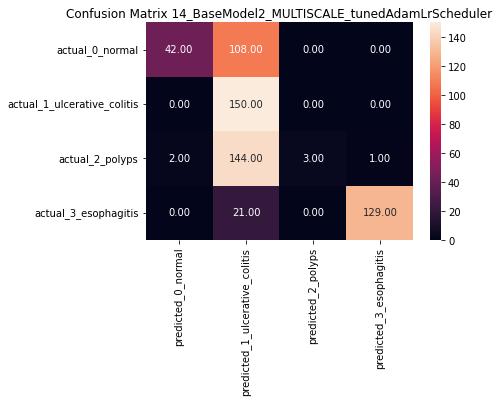 Confusion Matrix 14_BaseModel2_MULTISCALE_tunedAdamLrScheduler
actual_0_normal 42.00 108.00 0.00 0.00
actual_1_ulcerative_colitis 0.00 150.00 0.00 0.00
actual_2_polyps 2.00 144.00 3.00 1.00
actual_3_esophagitis 0.00 21.00 0.00 129.00
predicted_0_normal
predicted_1_ulcerative_colitis
predicted_2_polyps
predicted_3_esophagitis
140
120
100
80
60
40
20
0